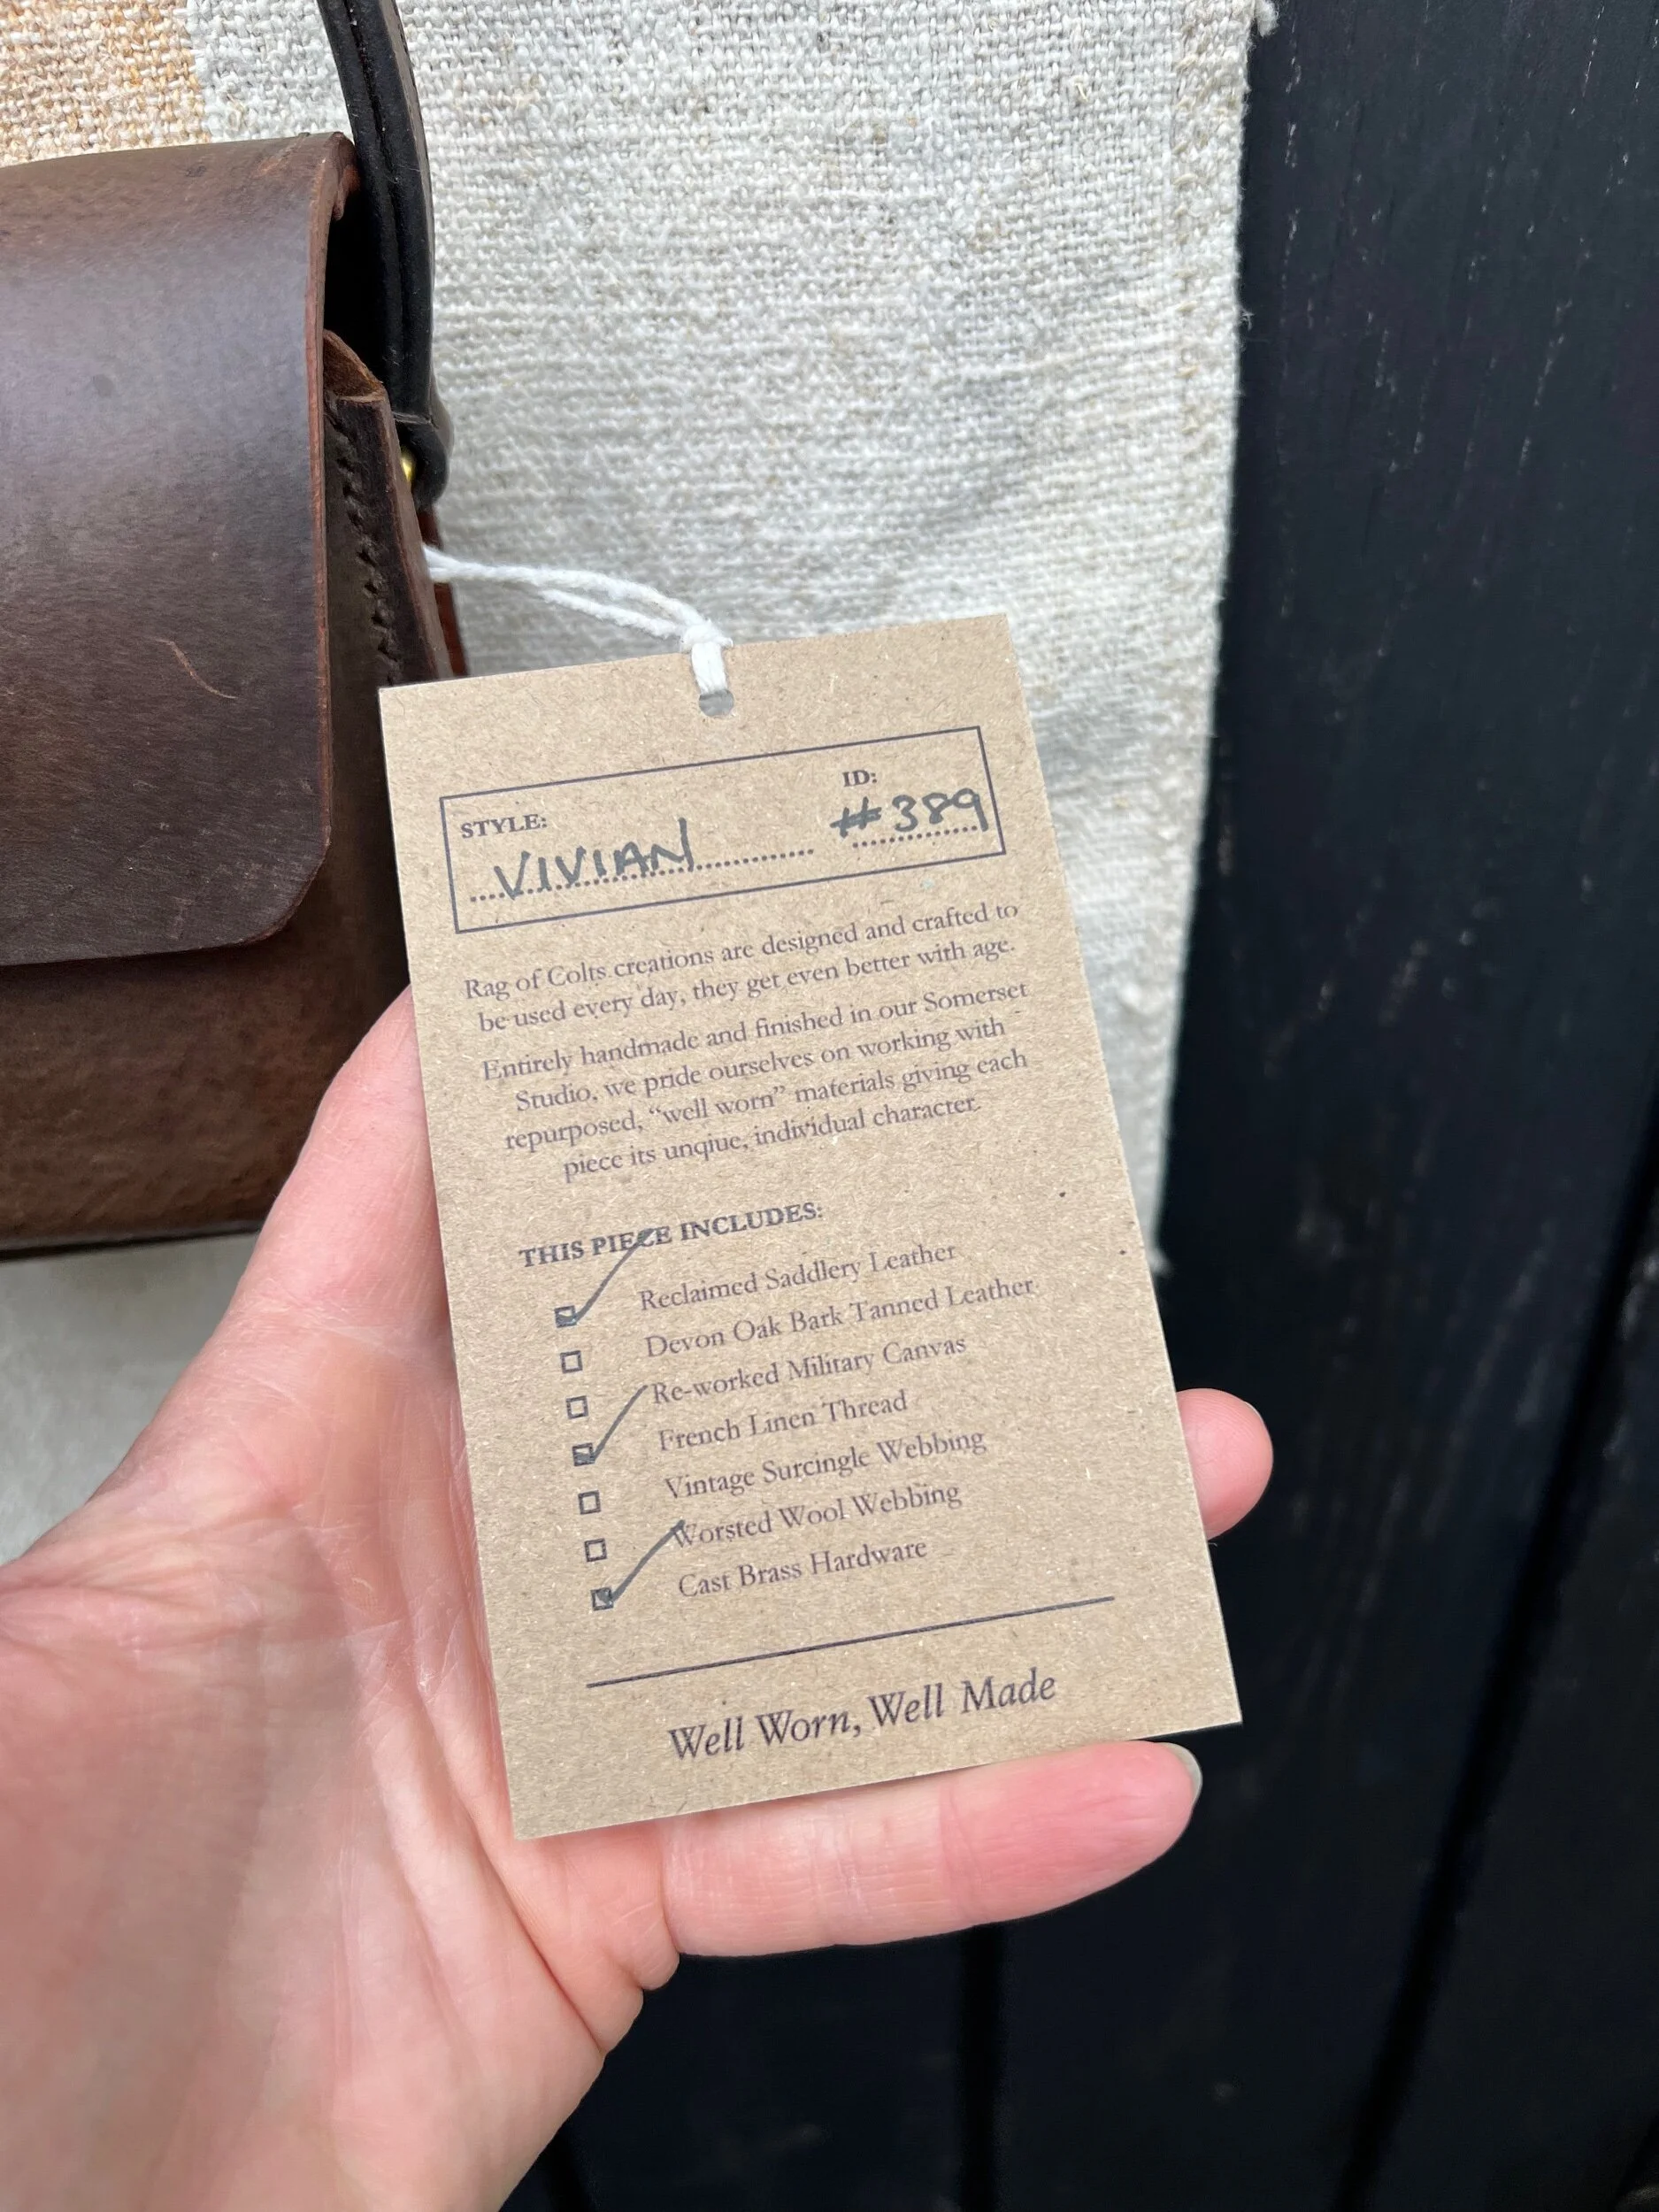 STYLE: ID:
VIVIAN #389
Rag of Colts creations are designed and crafted to
be used every day, they get even better with age.
Entirely handmade and finished in our Somerset
Studio, we pride ourselves on working with
repurposed, “well worn” materials giving each
piece its unqiue, individual character.
THIS PIECE INCLUDES:
Reclaimed Saddlery Leather
Devon Oak Bark Tanned Leather
Re-worked Military Canvas
French Linen Thread
Vintage Surcingle Webbing
Worsted Wool Webbing
Cast Brass Hardware
Well Worn, Well Made